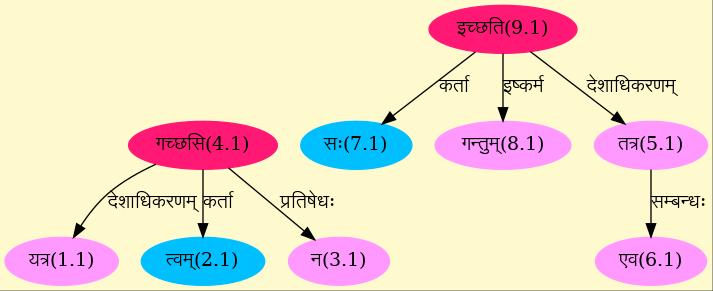 इच्छति(9.1)
कर्ता इष्कर्म देशाधिकरणम्
गच्छसि(4.1) सः(7.1) गन्तुम्(8.1) तत्र(5.1)
देशाधिकरणम् कर्ता प्रतिषेधः सम्बन्धः
यत्र(1.1) त्वम्(2.1) न(3.1) एव(6.1)